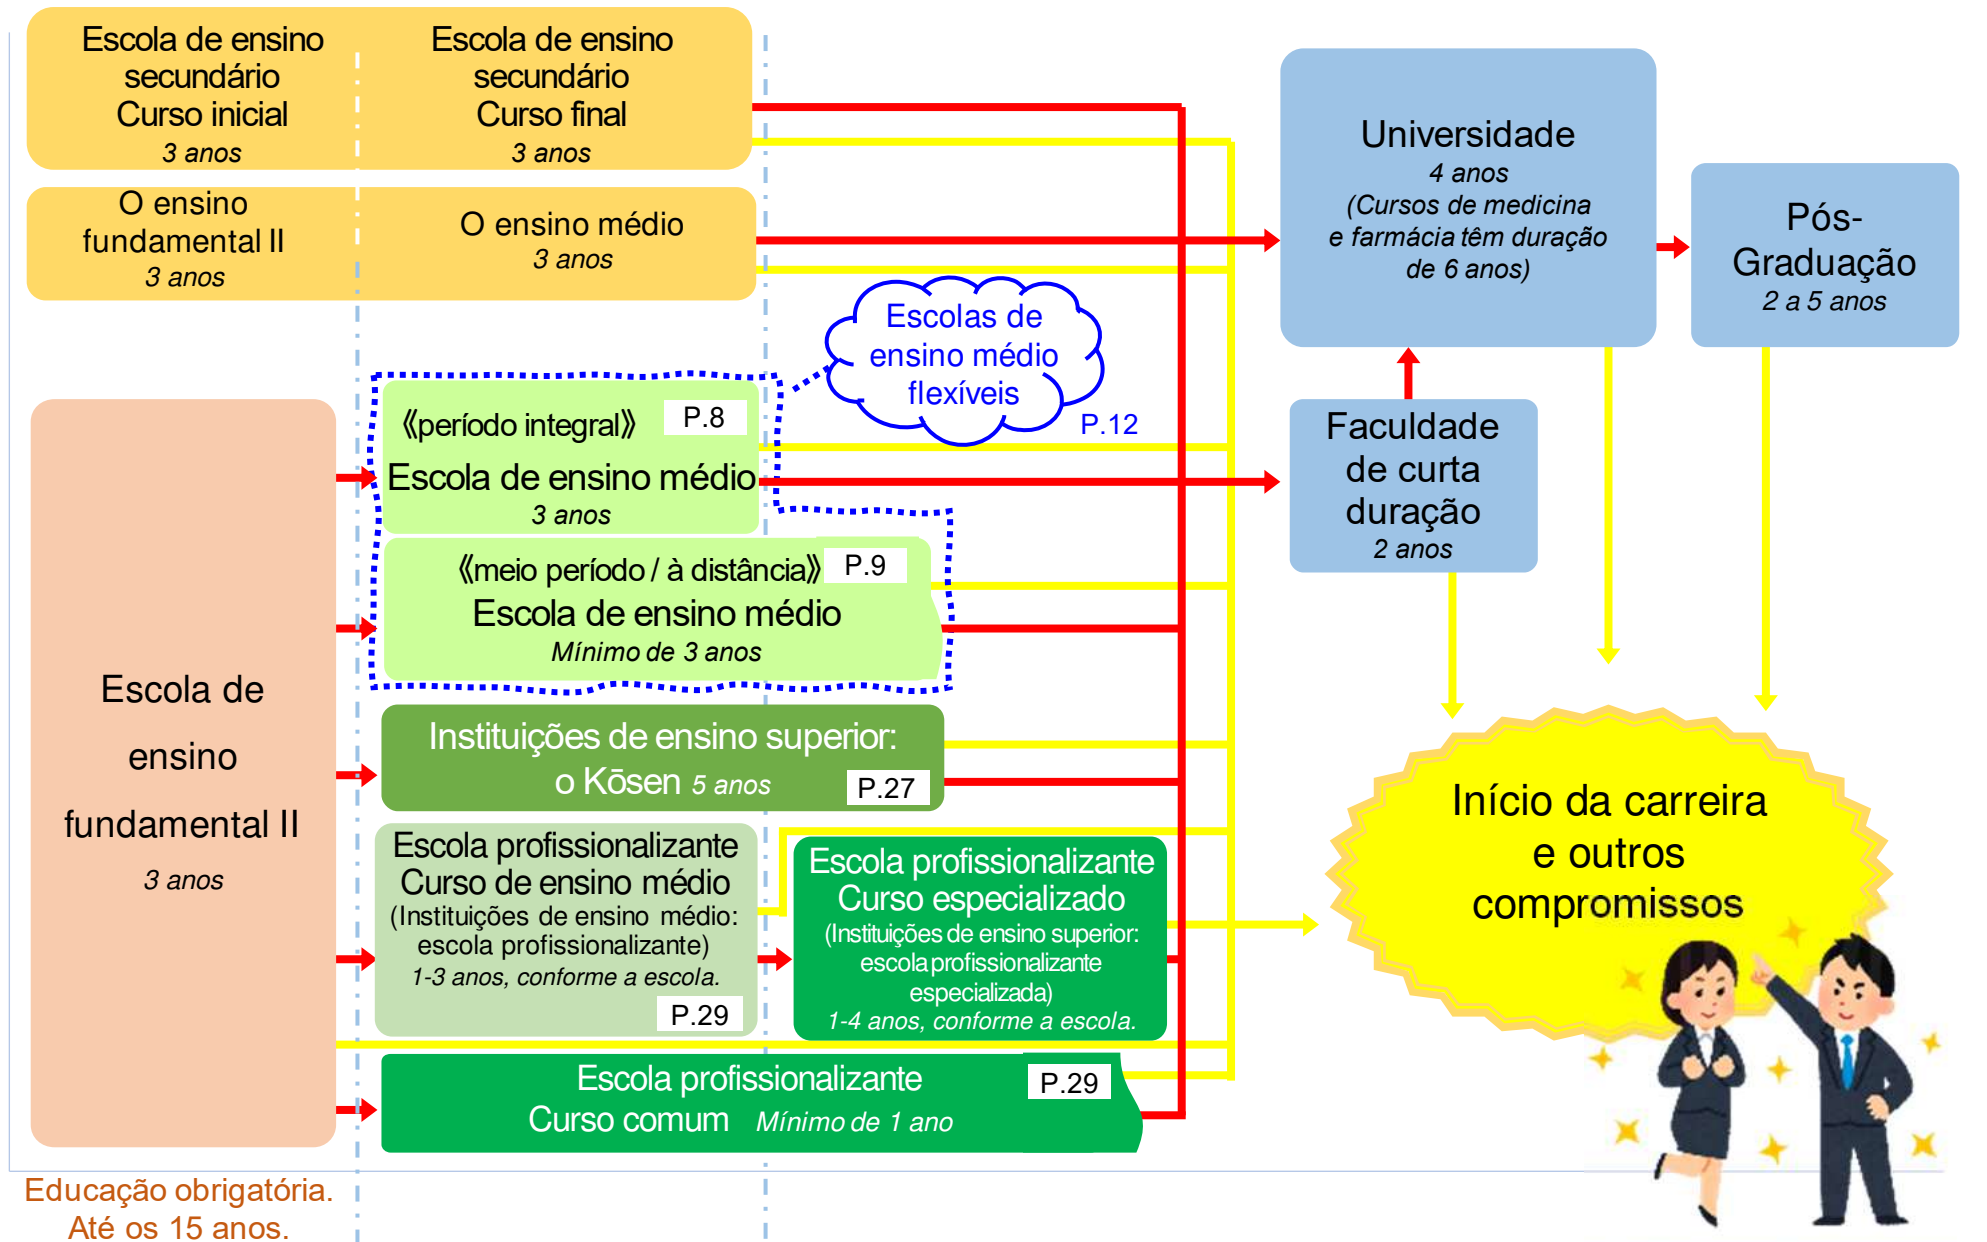 Escola de ensino
secundário
Curso inicial
3 anos
Escola de ensino
secundário
Curso final
3 anos
O ensino
fundamental II
3 anos
O ensino médio
3 anos
Escolas de
ensino médio
flexíveis
P.12
《período integral》
P.8
Escola de ensino médio
3 anos
《meio período / à distância》
P.9
Escola de ensino médio
Mínimo de 3 anos
Escola de
ensino
fundamental II
3 anos
Instituições de ensino superior:
o Kōsen 5 anos
P.27
Escola profissionalizante
Curso de ensino médio
(Instituições de ensino médio:
escola profissionalizante)
1-3 anos, conforme a escola.
P.29
Escola profissionalizante
Curso especializado
(Instituições de ensino superior:
escola profissionalizante
especializada)
1-4 anos, conforme a escola.
Escola profissionalizante
P.29
Curso comum Mínimo de 1 ano
Universidade
4 anos
(Cursos de medicina
e farmácia têm duração
de 6 anos)
Pós-
Graduação
2 a 5 anos
Faculdade
de curta
duração
2 anos
Início da carreira
e outros
compromissos
Educação obrigatória.
Até os 15 anos.